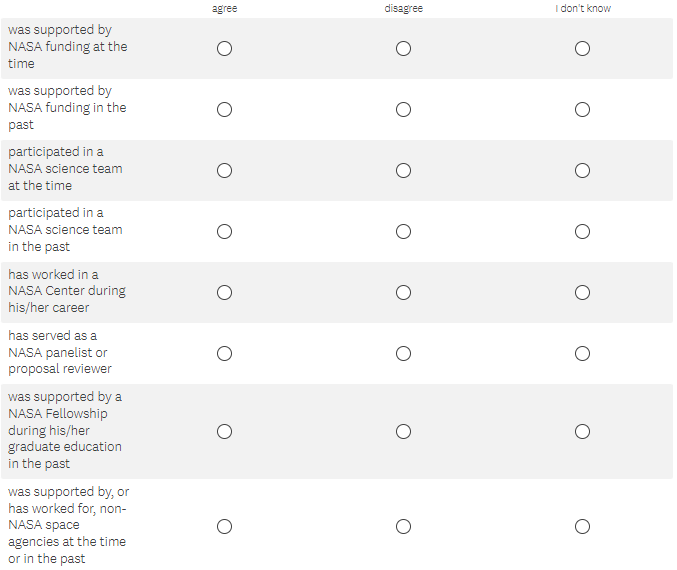 agree disagree I don't know
was supported by
NASA funding at the
time
was supported by
NASA funding in the
past
participated in a
NASA science team
at the time
participated in a
NASA science team
in the past
has worked in a
NASA Center during
his/her career
has served as a
NASA panelist or
proposal reviewer
was supported by a
NASA Fellowship
during his/her
graduate education
in the past
was supported by, or
has worked for, non-
NASA space
agencies at the time
or in the past